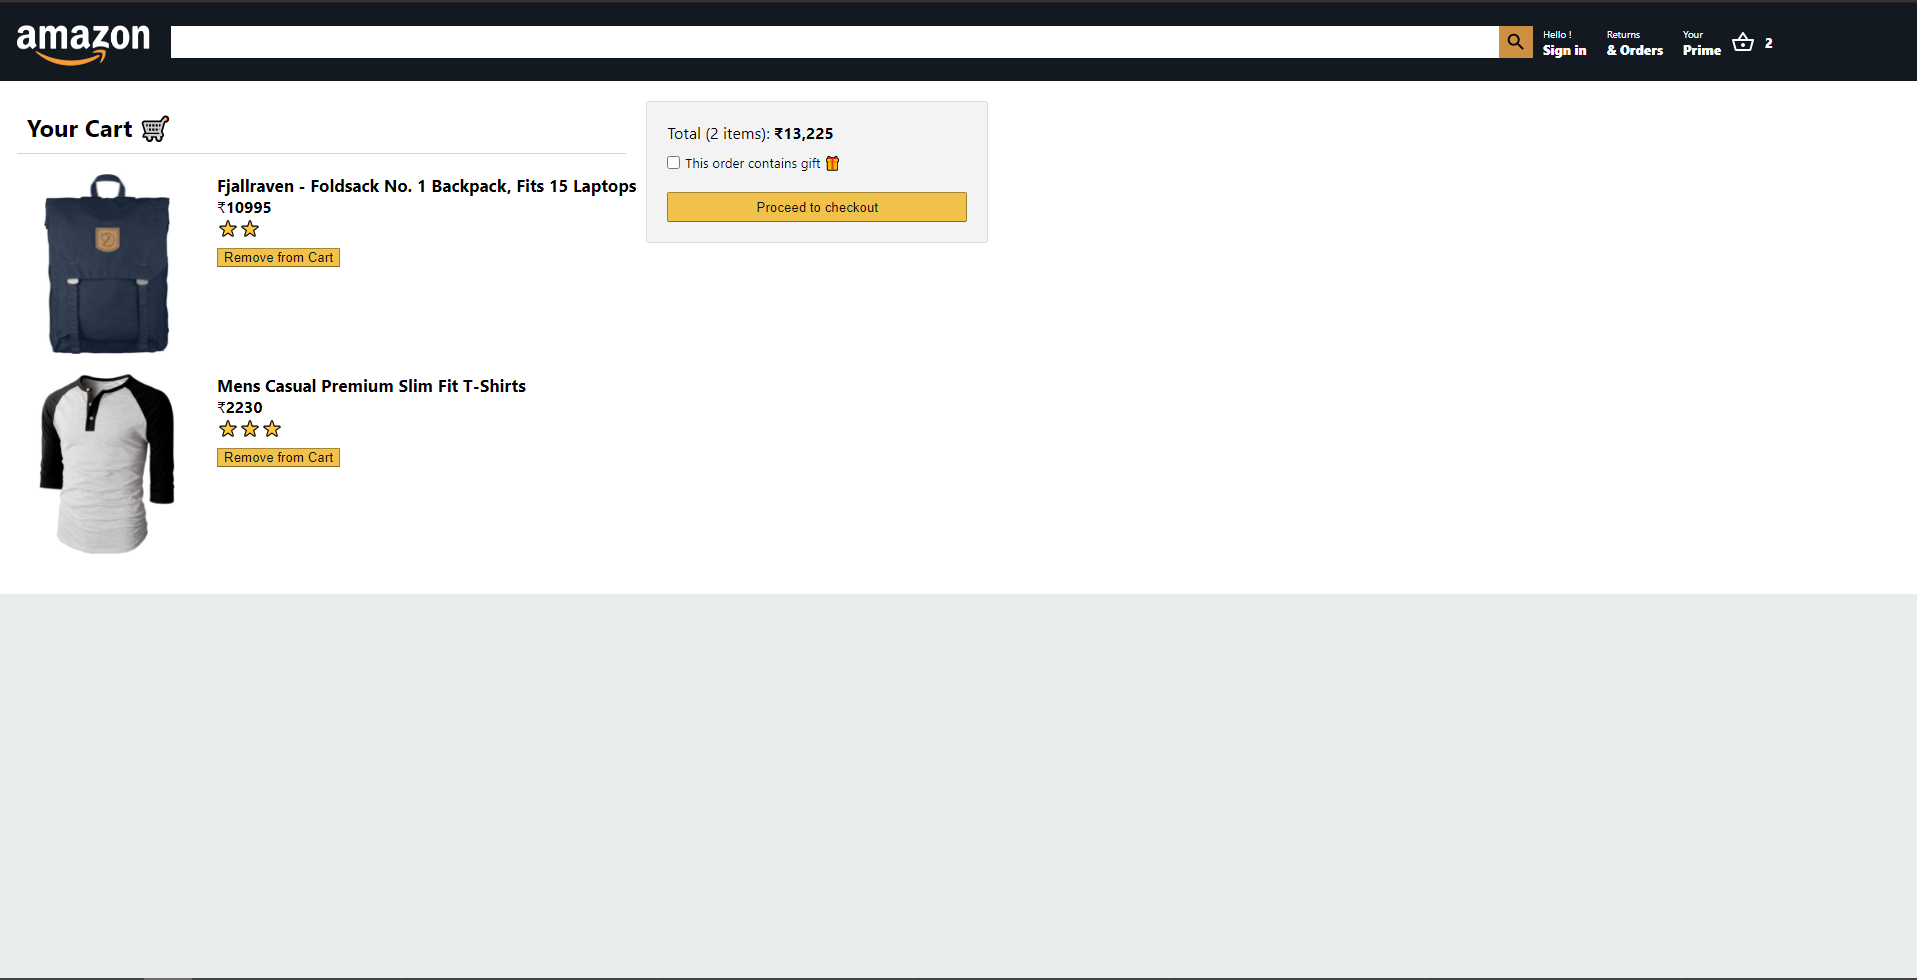 amazon
Hello !
Sign in
Returns
& Orders
Your
Prime
2
Your Cart
Fjallraven - Foldsack No. 1 Backpack, Fits 15 Laptops
₹10995
Remove from Cart
Mens Casual Premium Slim Fit T-Shirts
₹2230
Remove from Cart
Total (2 items): ₹13,225
This order contains gift
Proceed to checkout